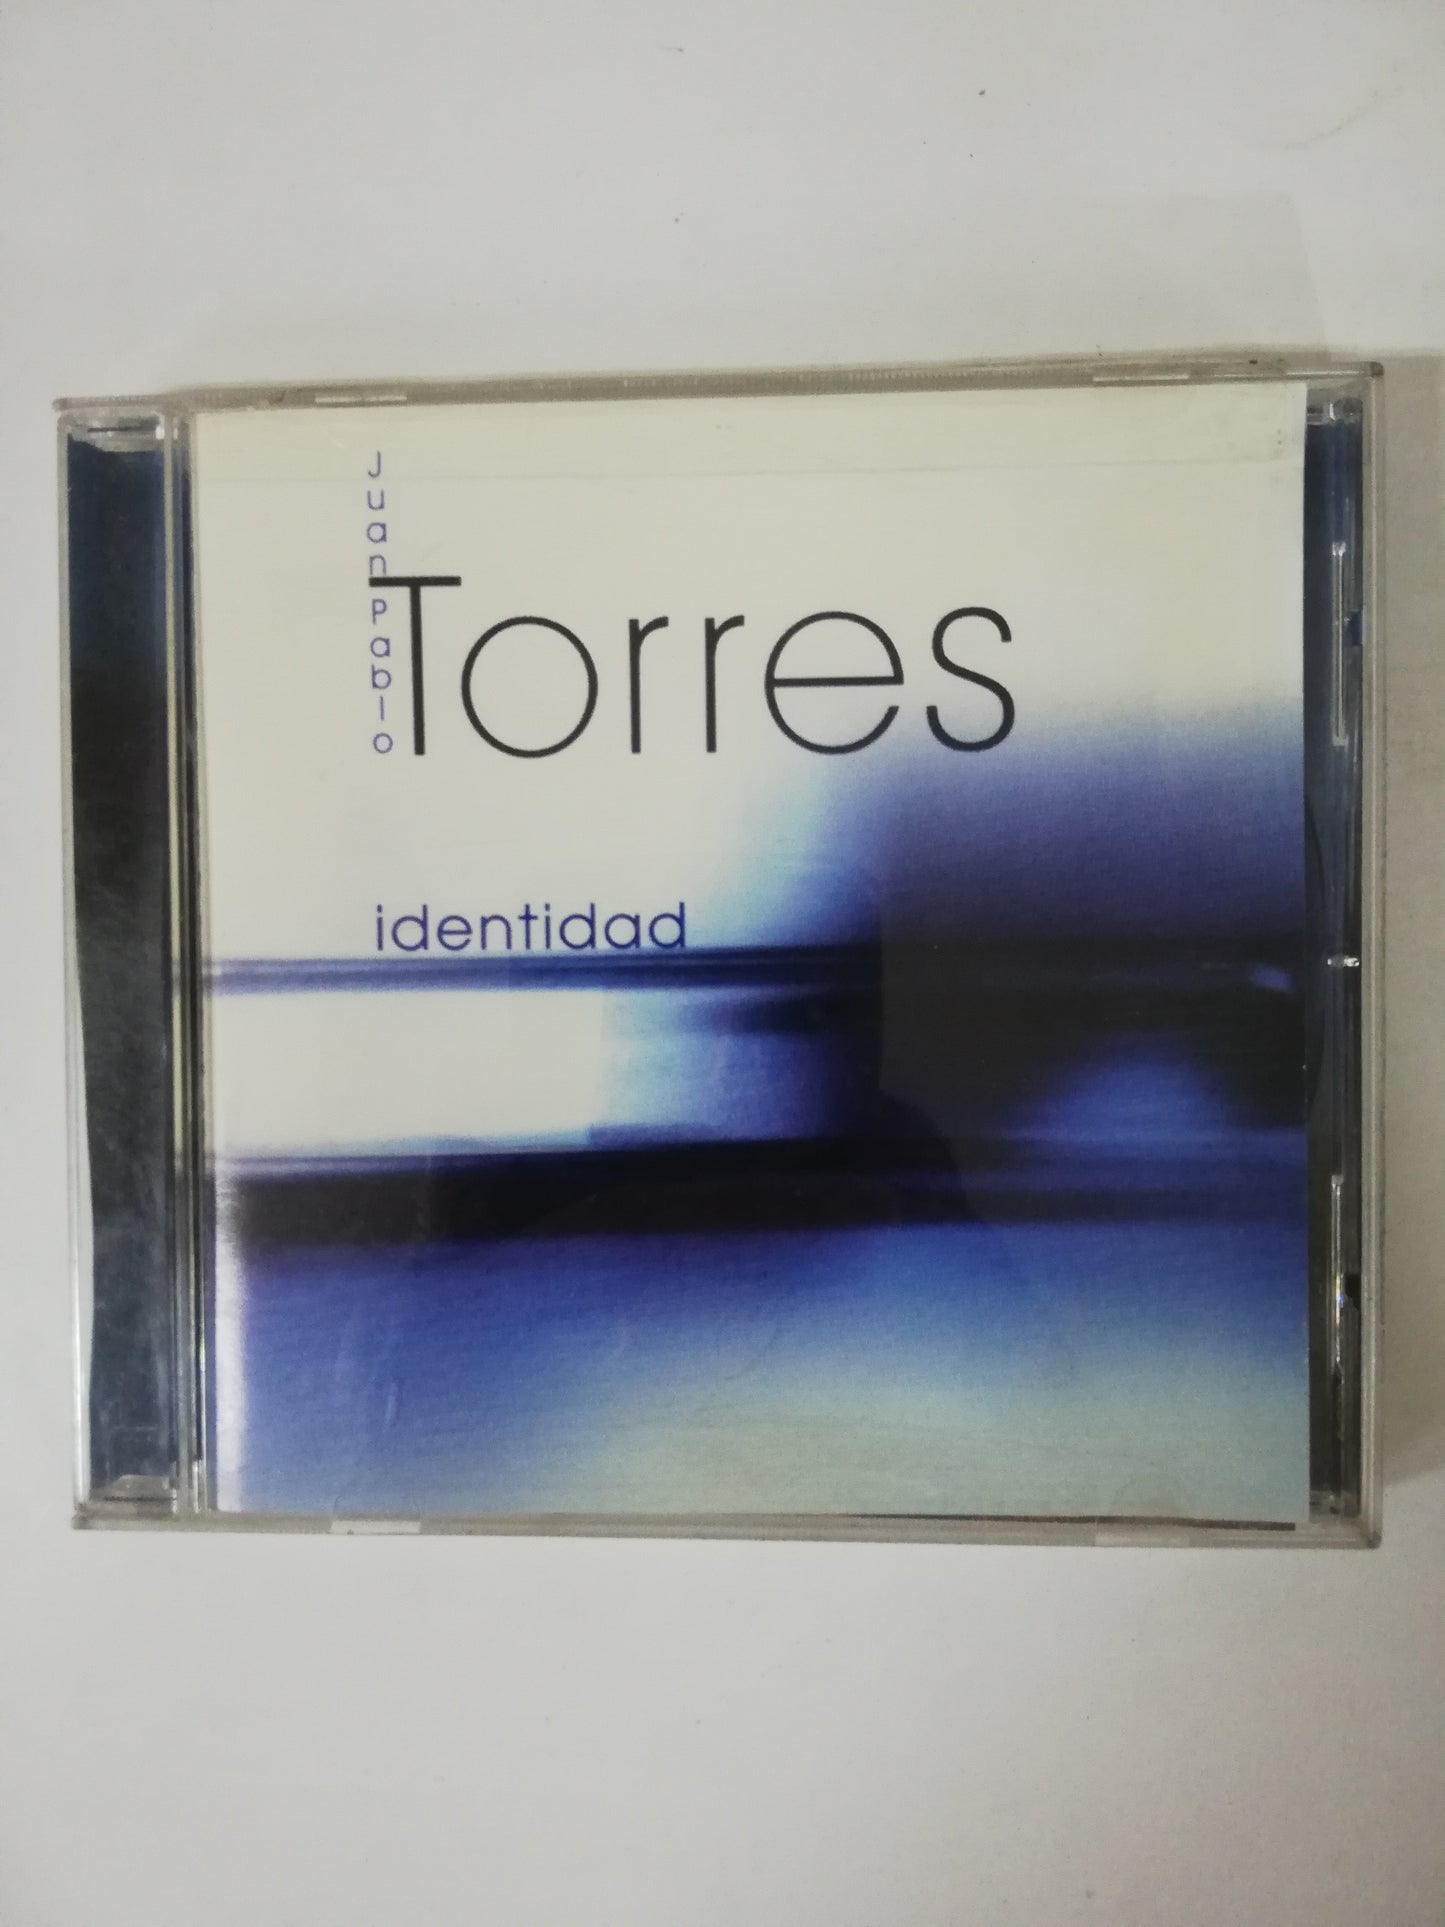 Juan Pablo
Torres
identidad